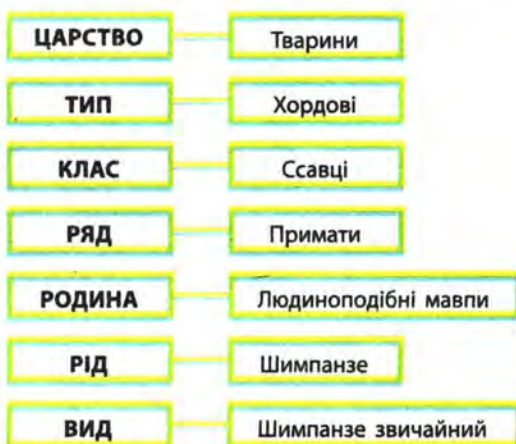 ЦАРСТВО Тварини
ТИП Хордові
КЛАС Ссавці
РЯД Примати
РОДИНА Людиноподібні мавпи
РІД Шимпанзе
ВИД Шимпанзе звичайний